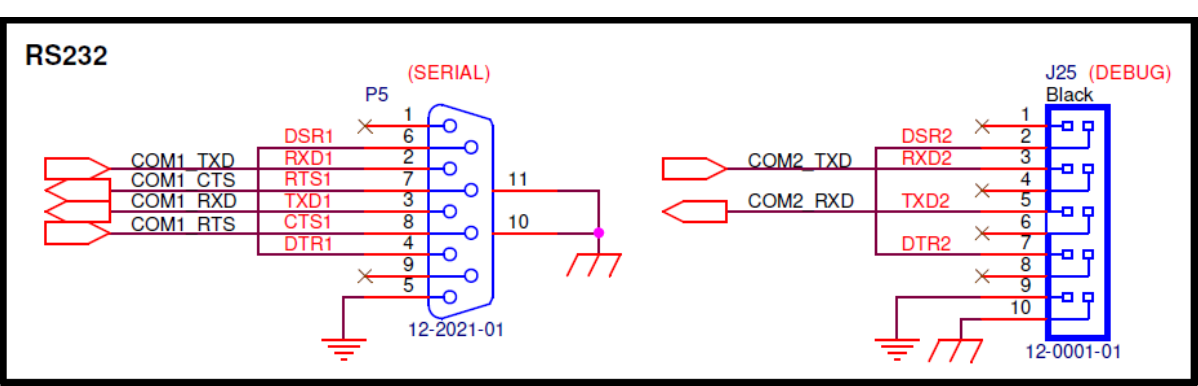 RS232
(SERIAL)
P5
1
DSR1
6
COM1_TXD
RXD1
2
COM1_CTS
RTS1
7
COM1_RXD
TXD1
3
COM1_RTS
CTS1
8
DTR1
4
9
5
11
10
12-2021-01
J25 (DEBUG)
Black
1
DSR2
2
COM2_TXD
RXD2
3
4
COM2_RXD
TXD2
5
6
DTR2
7
8
9
10
12-0001-01